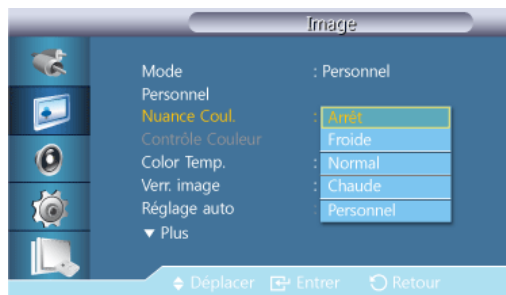 Image
Mode : Personnel
Personnel
Nuance Coul. : Arrêt
Contrôle Couleur Froide
Color Temp. : Normal
Verr. image : Chaude
Réglage auto : Personnel
▼ Plus
Déplacer Entrer Retour